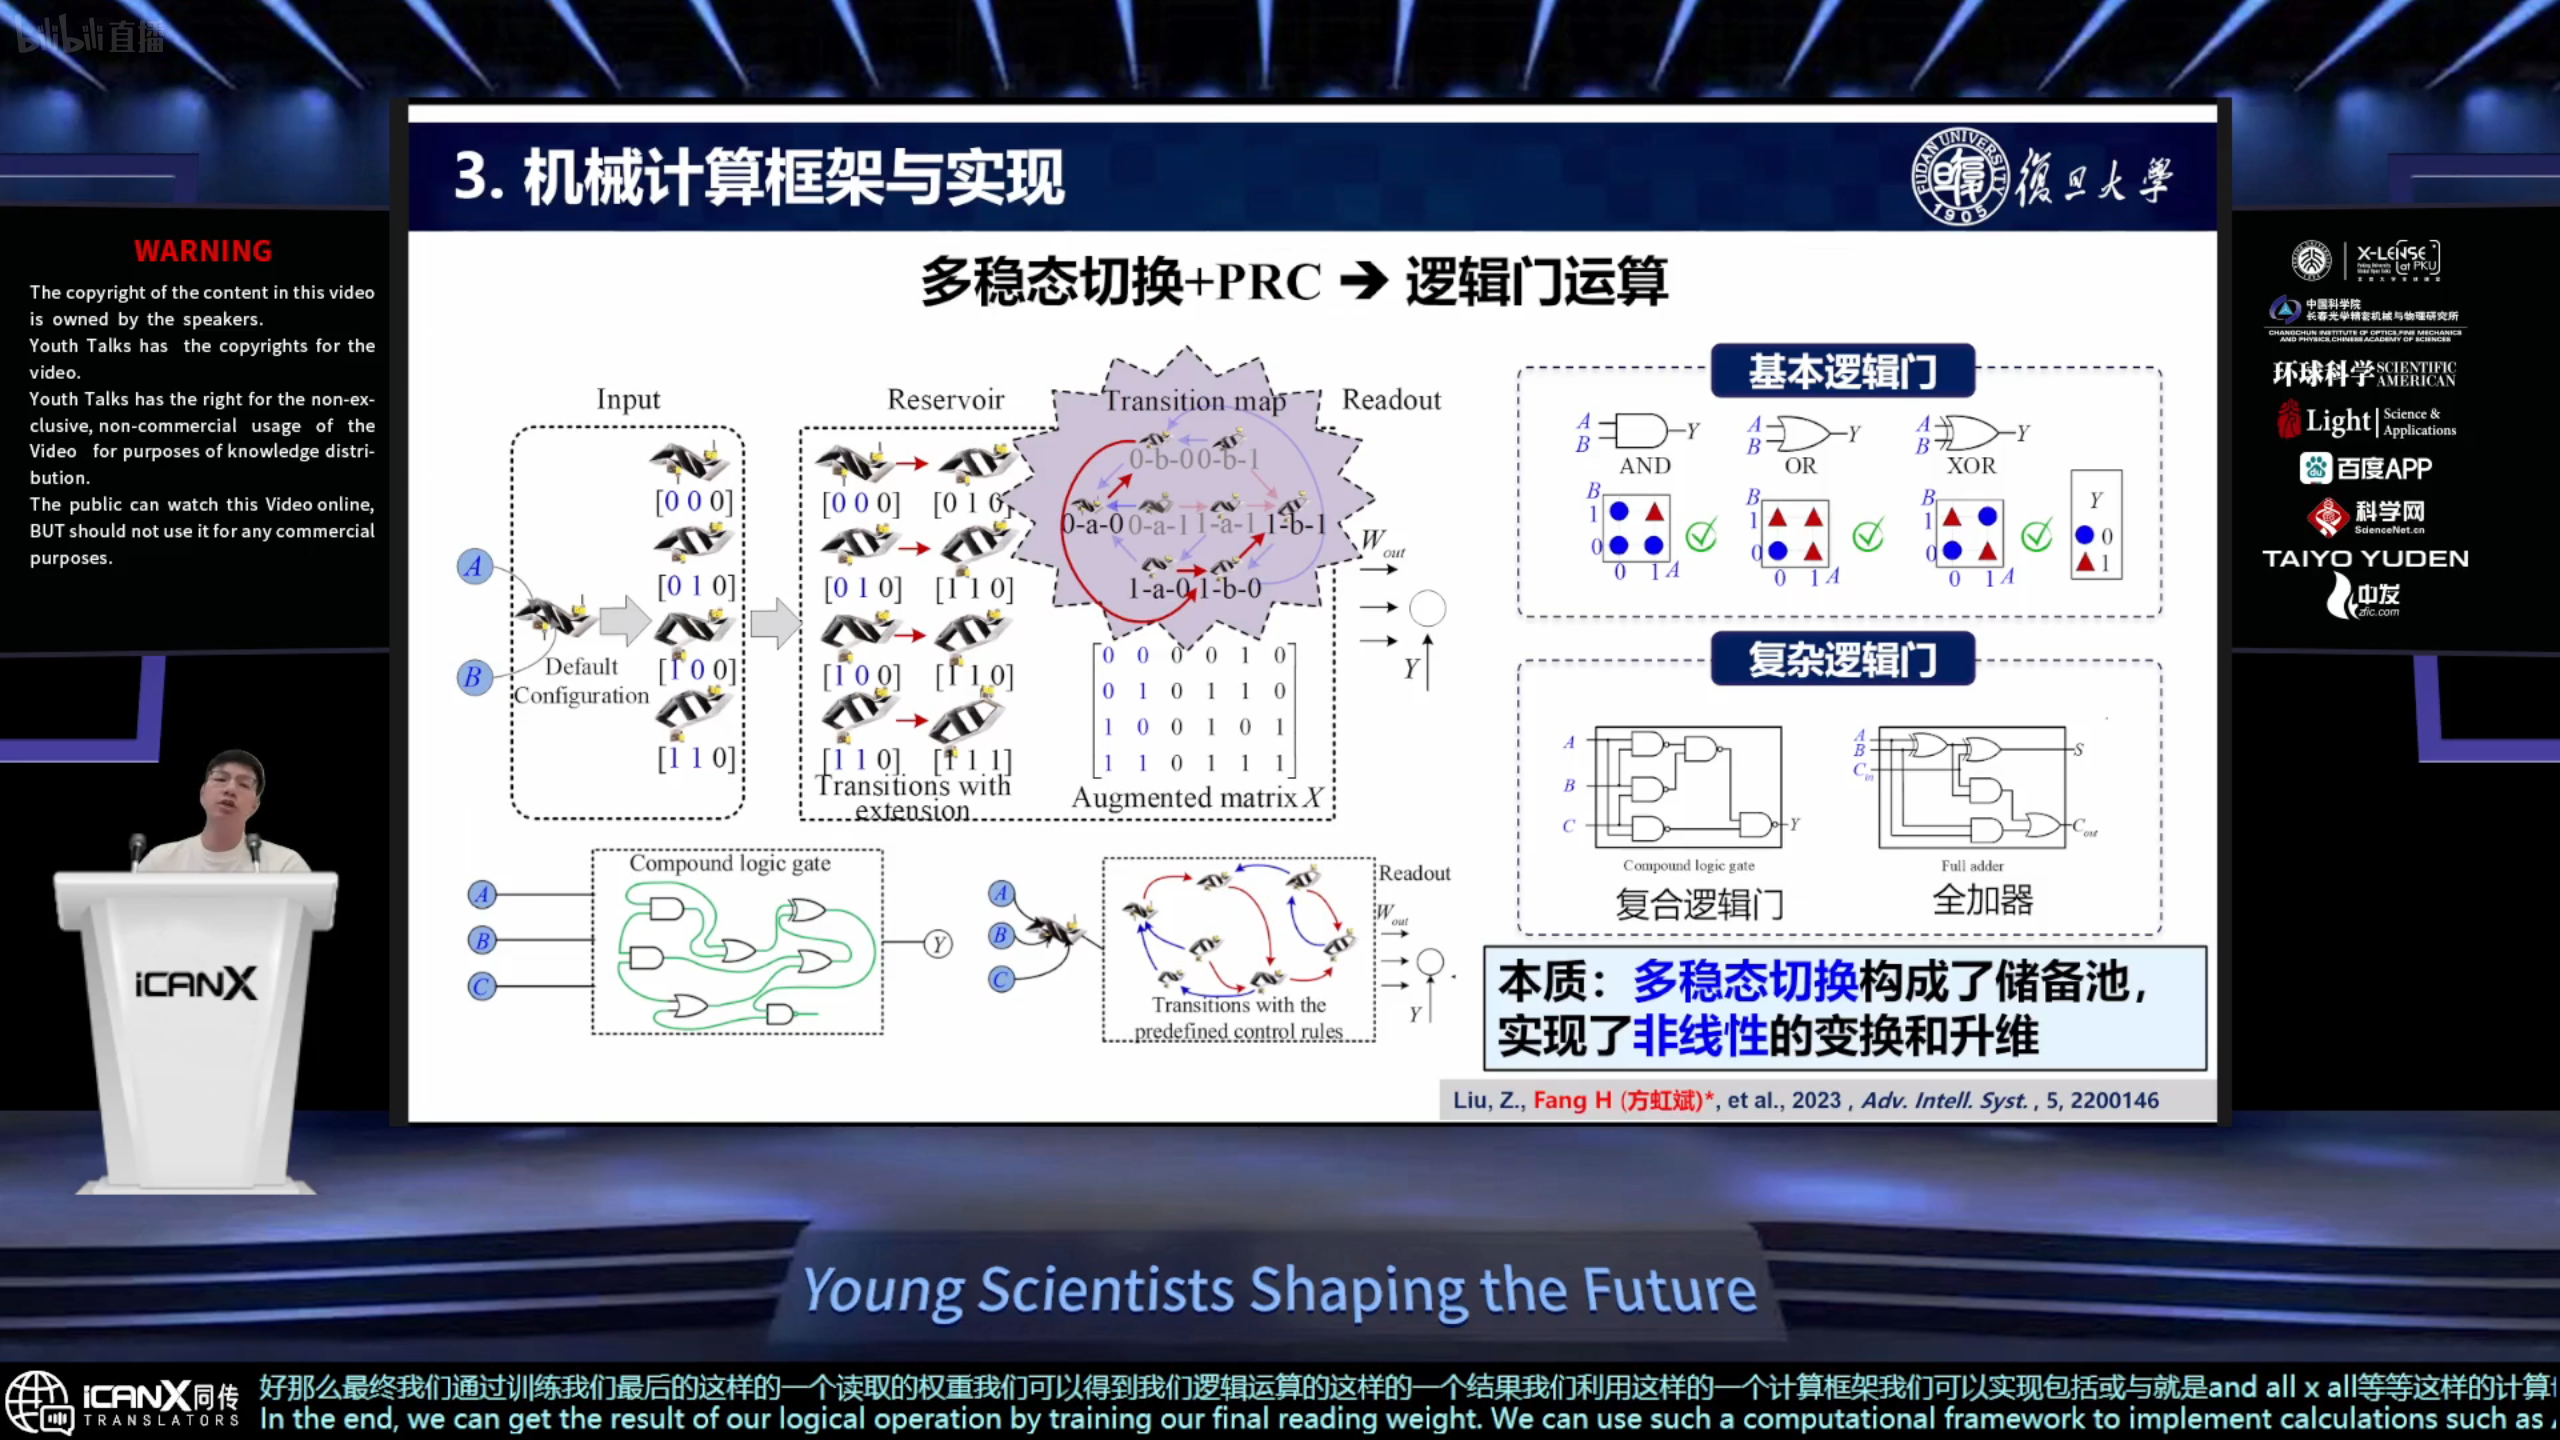 bilibili 直播
WARNING
The copyright of the content in this video
is owned by the speakers.
Youth Talks has the copyrights for the
video.
Youth Talks has the right for the non-ex-
clusive, non-commercial usage of the
Video for purposes of knowledge distri-
bution.
The public can watch this Video online,
BUT should not use it for any commercial
purposes.
3. 机械计算框架与实现
FUDAN UNIVERSITY 1905
復旦大學
多稳态切换+PRC ➔ 逻辑门运算
Input
Reservoir
Transition map
Readout
[0 0 0]
[0 1 0]
[1 0 0]
[1 1 0]
A
B
Default
Configuration
[0 0 0] [0 1 0]
[0 1 0] [1 1 0]
[1 0 0] [1 1 0]
[1 1 0] [1 1 1]
Transitions with
extension
0-b-0 0-b-1
0-a-0 0-a-1 1-a-1 1-b-1
1-a-0 1-b-0
0 0 0 0 1 0
0 1 0 1 1 0
1 0 0 1 0 1
1 1 0 1 1 1
Augmented matrix X
Wout
Y
基本逻辑门
A
B
Y
AND
A
B
Y
OR
A
B
Y
XOR
B
1
0
0 1 A
B
1
0
0 1 A
B
1
0
0 1 A
Y
0
1
复杂逻辑门
A
B
C
Y
Compound logic gate
复合逻辑门
A
B
Cin
S
Cout
Full adder
全加器
Compound logic gate
A
B
C
Y
A
B
C
Transitions with the
predefined control rules
Readout
Wout
Y
本质：多稳态切换构成了储备池，
实现了非线性的变换和升维
Liu, Z., Fang H (方虹斌)*, et al., 2023 , Adv. Intell. Syst. , 5, 2200146
X-LENSE
at PKU
中国科学院
长春光学精密机械与物理研究所
CHANGCHUN INSTITUTE OF OPTICS,FINE MECHANICS
AND PHYSICS,CHINESE ACADEMY OF SCIENCES
环球科学 SCIENTIFIC AMERICAN
Light Science & Applications
百度APP
科学网
ScienceNet.cn
TAIYO YUDEN
中发
zfic.com
iCANX
Young Scientists Shaping the Future
iCANX同传
TRANSLATORS
好那么最终我们通过训练我们最后的这样的一个读取的权重我们可以得到我们逻辑运算的这样的一个结果我们利用这样的一个计算框架我们可以实现包括或与就是and all x all等等这样的计算
In the end, we can get the result of our logical operation by training our final reading weight. We can use such a computational framework to implement calculations such as